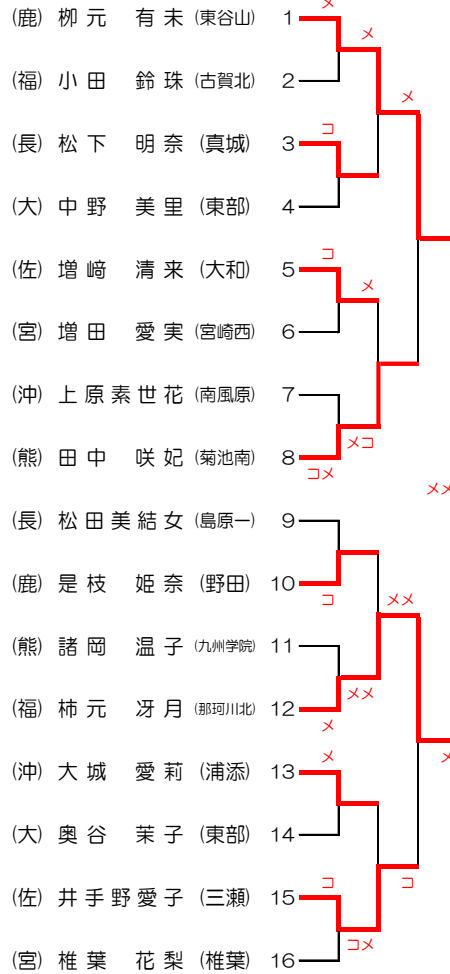 メ
(鹿) 栁元 有未 (東谷山) 1
メ
(福) 小田 鈴珠 (古賀北) 2
メ
コ
(長) 松下 明奈 (真城) 3
(大) 中野 美里 (東部) 4
コ
(佐) 増﨑 清来 (大和) 5
メ
(宮) 増田 愛実 (宮崎西) 6
(沖) 上原素世花 (南風原) 7
メコ
(熊) 田中 咲妃 (菊池南) 8
コメ
メメ
(長) 松田美結女 (島原一) 9
(鹿) 是枝 姫奈 (野田) 10
コ
メメ
(熊) 諸岡 温子 (九州学院) 11
メメ
(福) 柿元 冴月 (那珂川北) 12
メ
メ
メ
(沖) 大城 愛莉 (浦添) 13
(大) 奥谷 茉子 (東部) 14
コ
コ
(佐) 井手野愛子 (三瀬) 15
コメ
(宮) 椎葉 花梨 (椎葉) 16